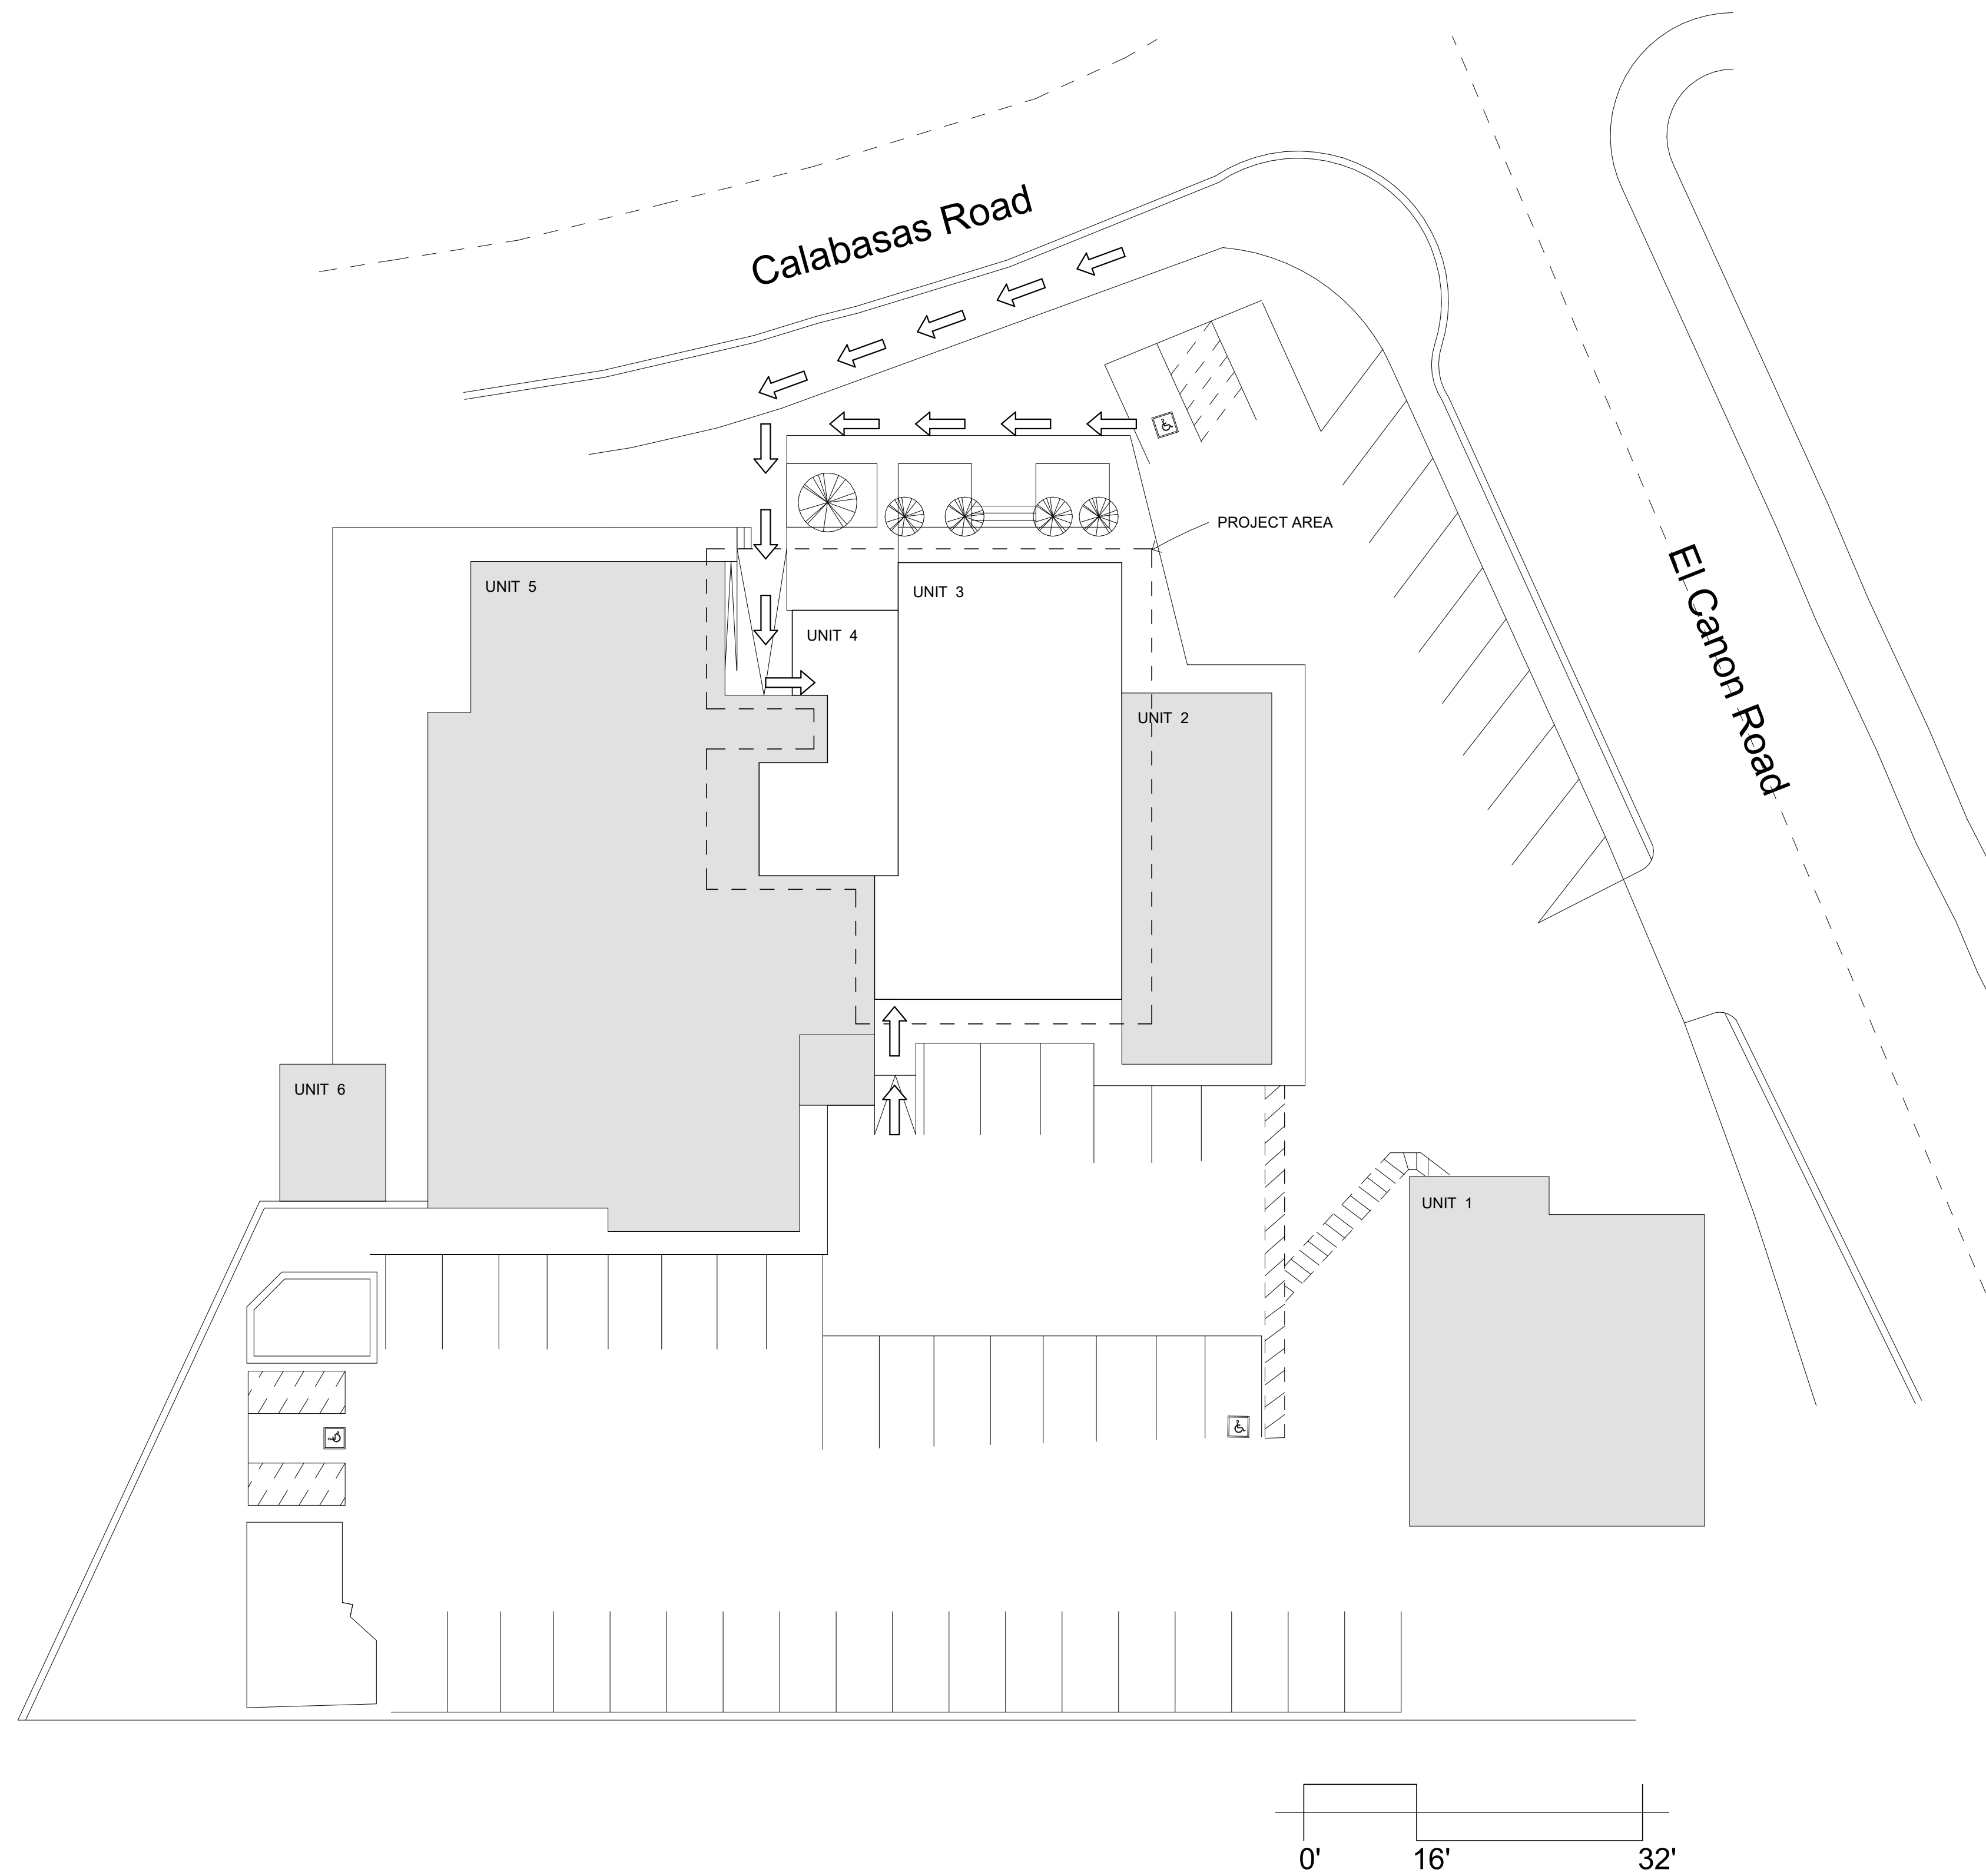 Calabasas Road
El Canon Road
PROJECT AREA
UNIT 5
UNIT 3
UNIT 4
UNIT 2
UNIT 6
UNIT 1
0' 16' 32'